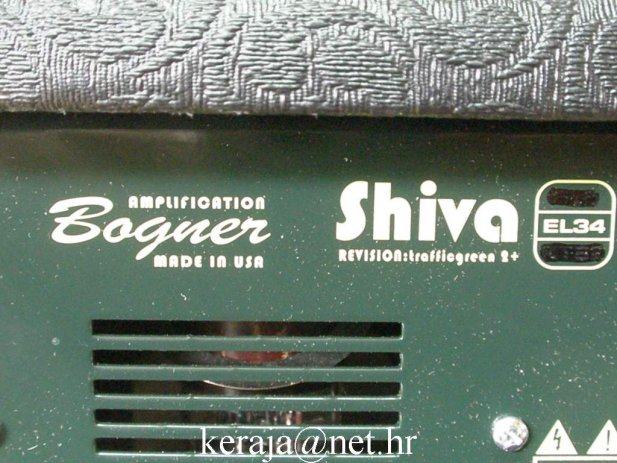 AMPLIFICATION
Bogner
MADE IN USA
Shiva
REVISION:trafficgreen 2+
EL34
keraja@net.hr